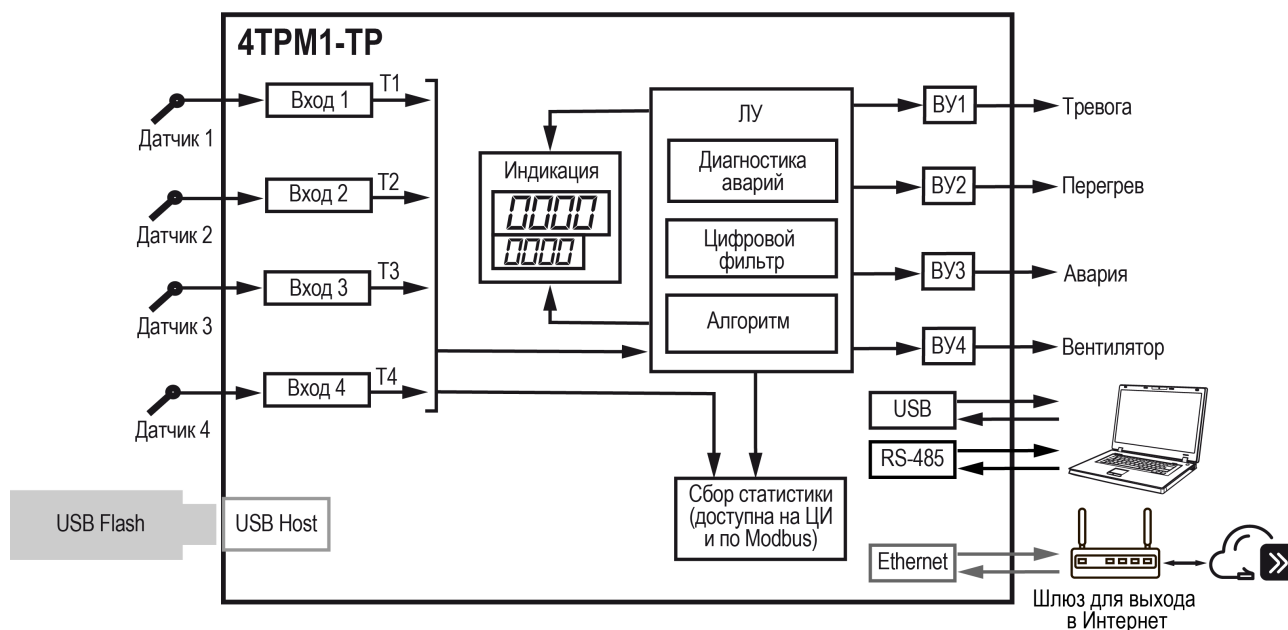 4ТРМ1-ТР
Датчик 1
Вход 1
Т1
Датчик 2
Вход 2
Т2
Датчик 3
Вход 3
Т3
Датчик 4
Вход 4
Т4
Индикация
0000
0000
ЛУ
Диагностика
аварий
Цифровой
фильтр
Алгоритм
ВУ1
Тревога
ВУ2
Перегрев
ВУ3
Авария
ВУ4
Вентилятор
USB
RS-485
USB Flash
USB Host
Сбор статистики
(доступна на ЦИ
и по Modbus)
Ethernet
Шлюз для выхода
в Интернет